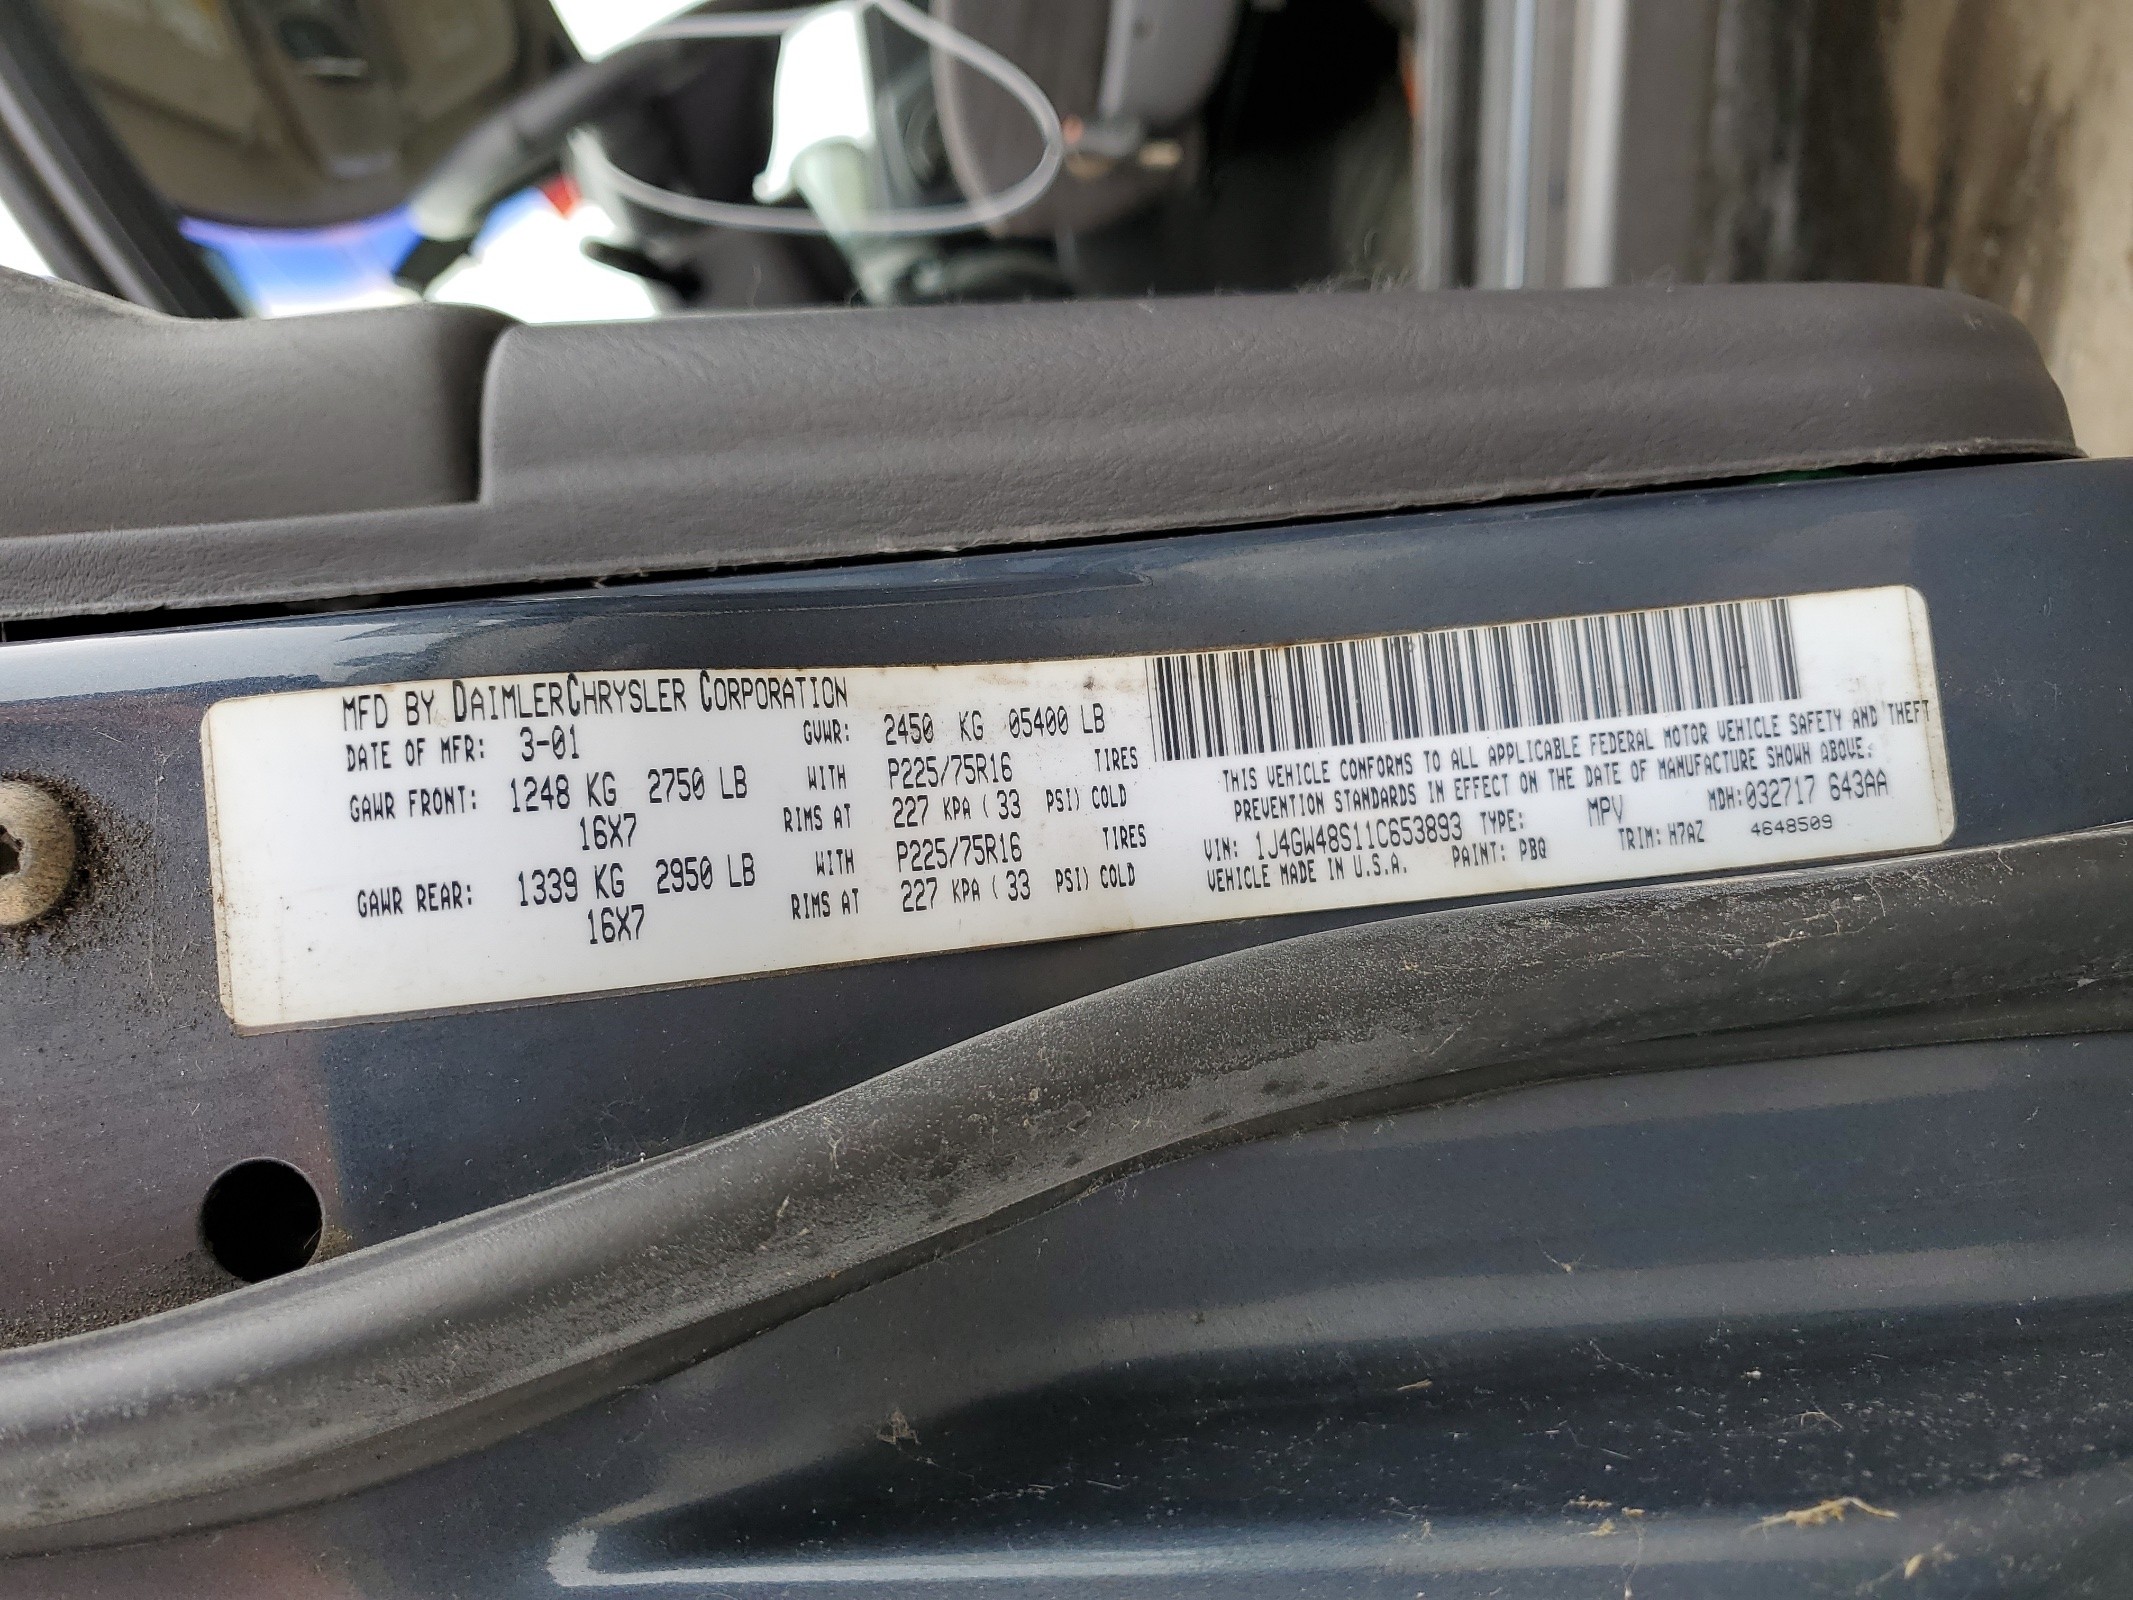 MFD BY DAIMLERCHRYSLER CORPORATION
DATE OF MFR: 3-01 GVWR: 2450 KG 05400 LB
GAWR FRONT: 1248 KG 2750 LB WITH P225/75R16 TIRES
16X7 RIMS AT 227 KPA ( 33 PSI) COLD
GAWR REAR: 1339 KG 2950 LB WITH P225/75R16 TIRES
16X7 RIMS AT 227 KPA ( 33 PSI) COLD
THIS VEHICLE CONFORMS TO ALL APPLICABLE FEDERAL MOTOR VEHICLE SAFETY AND THEFT
PREVENTION STANDARDS IN EFFECT ON THE DATE OF MANUFACTURE SHOWN ABOVE.
VIN: 1J4GW48S11C653893 TYPE: MPV MDH:032717 643AA
VEHICLE MADE IN U.S.A. PAINT: PBQ TRIM: H7AZ 4648509